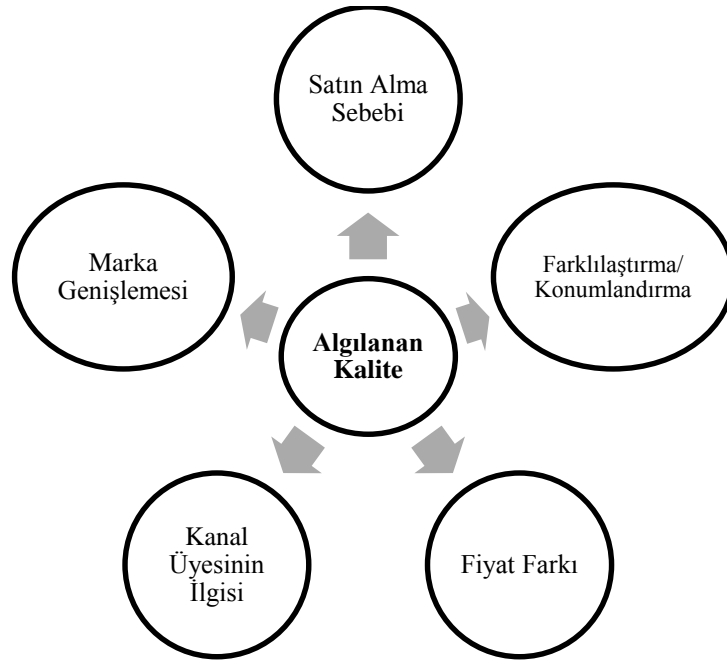 Satın Alma
Sebebi
Marka
Genişlemesi
Farklılaştırma/
Konumlandırma
Algılanan
Kalite
Kanal
Üyesinin
İlgisi
Fiyat Farkı